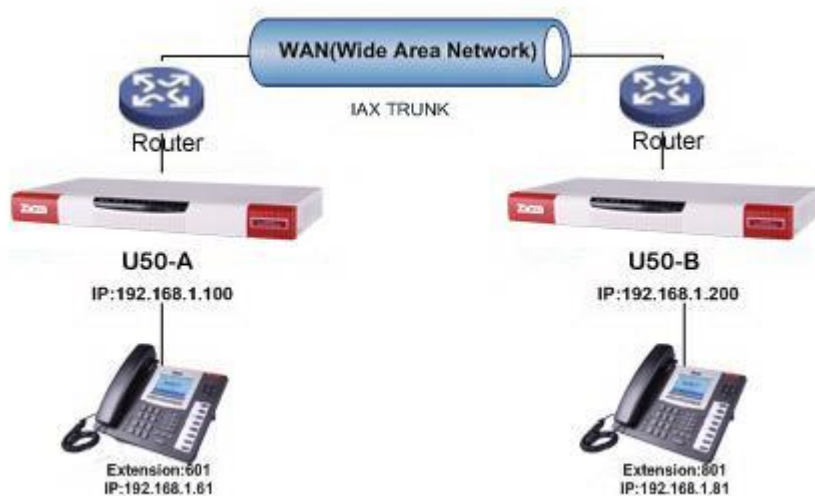 WAN(Wide Area Network)
IAX TRUNK
Router
Router
U50-A
IP:192.168.1.100
U50-B
IP:192.168.1.200
Extension:601
IP:192.168.1.61
Extension:801
IP:192.168.1.81